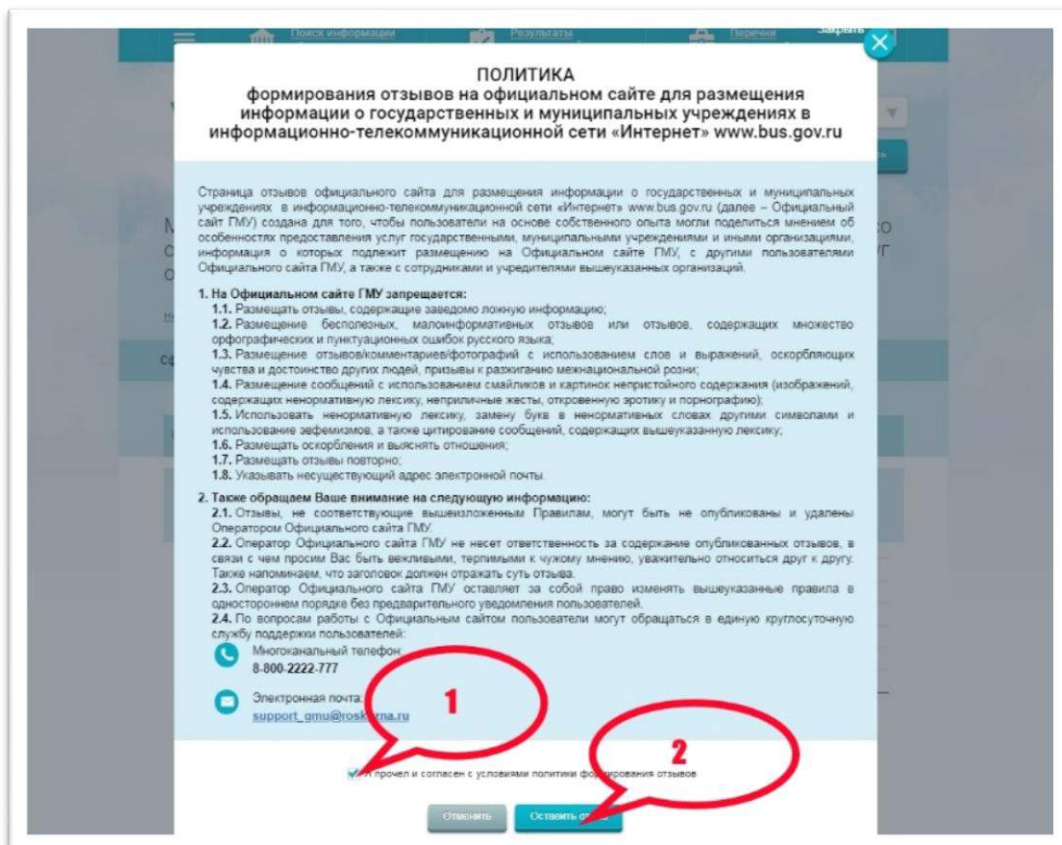 Поиск информации
Результаты
Перечни
Закрыть
ПОЛИТИКА
формирования отзывов на официальном сайте для размещения
информации о государственных и муниципальных учреждениях в
информационно-телекоммуникационной сети «Интернет» www.bus.gov.ru
Страница отзывов официального сайта для размещения информации о государственных и муниципальных
учреждениях в информационно-телекоммуникационной сети «Интернет» www.bus.gov.ru (далее – Официальный
сайт ГМУ) создана для того, чтобы пользователи на основе собственного опыта могли поделиться мнением об
особенностях предоставления услуг государственными, муниципальными учреждениями и иными организациями,
информация о которых подлежит размещению на Официальном сайте ГМУ, с другими пользователями
Официального сайта ГМУ, а также с сотрудниками и учредителями вышеуказанных организаций.
1. На Официальном сайте ГМУ запрещается:
1.1. Размещать отзывы, содержащие заведомо ложную информацию;
1.2. Размещение бесполезных, малоинформативных отзывов или отзывов, содержащих множество
орфографических и пунктуационных ошибок русского языка;
1.3. Размещение отзывов/комментариев/фотографий с использованием слов и выражений, оскорбляющих
чувства и достоинство других людей, призывы к разжиганию межнациональной розни;
1.4. Размещение сообщений с использованием смайликов и картинок непристойного содержания (изображений,
содержащих ненормативную лексику, неприличные жесты, откровенную эротику и порнографию);
1.5. Использовать ненормативную лексику, замену букв в ненормативных словах другими символами и
использование эвфемизмов, а также цитирование сообщений, содержащих вышеуказанную лексику;
1.6. Размещать оскорбления и выяснять отношения;
1.7. Размещать отзывы повторно;
1.8. Указывать несуществующий адрес электронной почты.
2. Также обращаем Ваше внимание на следующую информацию:
2.1. Отзывы, не соответствующие вышеизложенным Правилам, могут быть не опубликованы и удалены
Оператором Официального сайта ГМУ.
2.2. Оператор Официального сайта ГМУ не несет ответственность за содержание опубликованных отзывов, в
связи с чем просим Вас быть вежливыми, терпимыми к чужому мнению, уважительно относиться друг к другу.
Также напоминаем, что заголовок должен отражать суть отзыва.
2.3. Оператор Официального сайта ГМУ оставляет за собой право изменять вышеуказанные правила в
одностороннем порядке без предварительного уведомления пользователей.
2.4. По вопросам работы с Официальным сайтом пользователи могут обращаться в единую круглосуточную
службу поддержки пользователей:
Многоканальный телефон:
8-800-2222-777
Электронная почта:
support_gmu@roskazna.ru
1
2
Я прочел и согласен с условиями политики формирования отзывов
Отменить
Оставить